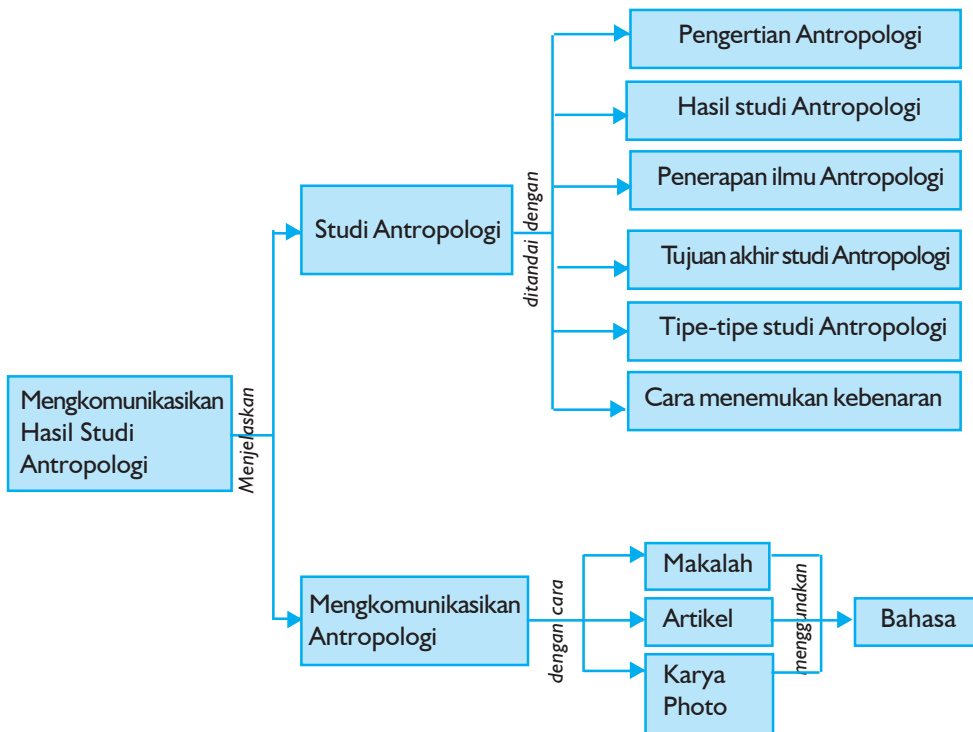 Mengkomunikasikan
Hasil Studi
Antropologi
Menjelaskan
Studi Antropologi
ditandai dengan
Pengertian Antropologi
Hasil studi Antropologi
Penerapan ilmu Antropologi
Tujuan akhir studi Antropologi
Tipe-tipe studi Antropologi
Cara menemukan kebenaran
Mengkomunikasikan
Antropologi
dengan cara
Makalah
Artikel
Karya
Photo
menggunakan
Bahasa